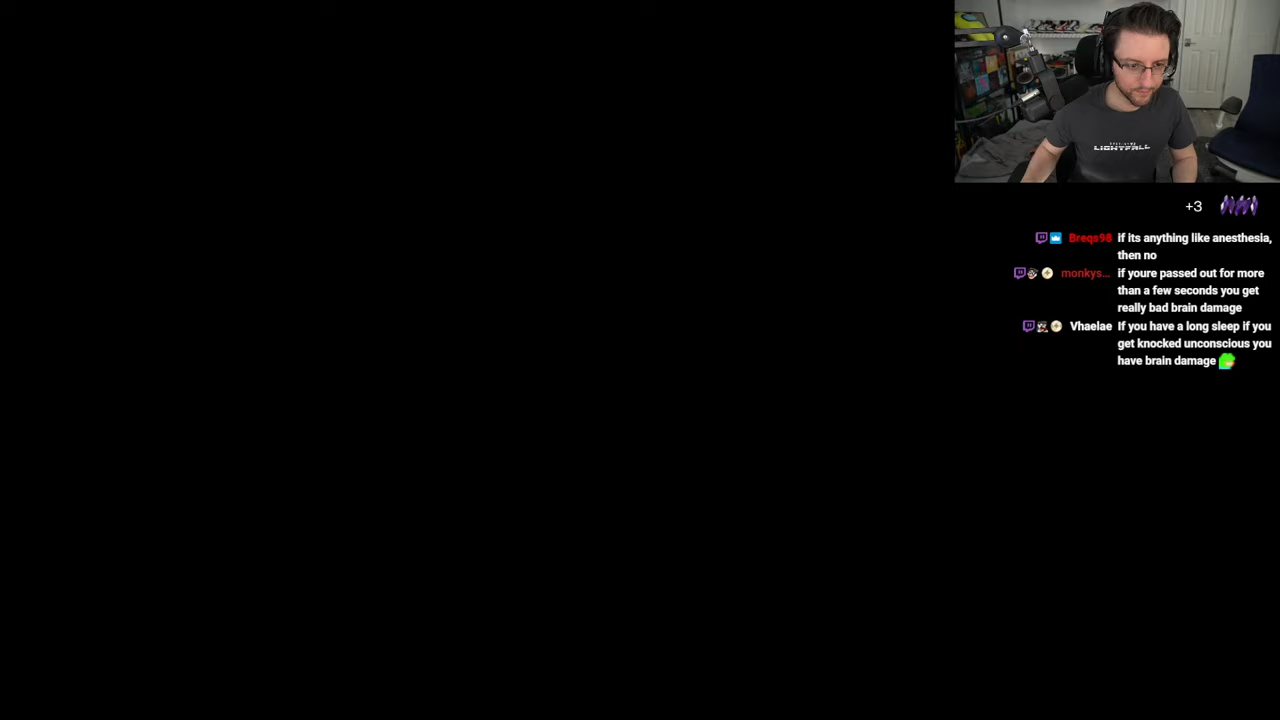 LIGHTFALL
+3
Breqs98 if its anything like anesthesia,
then no
monkys... if youre passed out for more
than a few seconds you get
really bad brain damage
Vhaelae If you have a long sleep if you
get knocked unconscious you
have brain damage